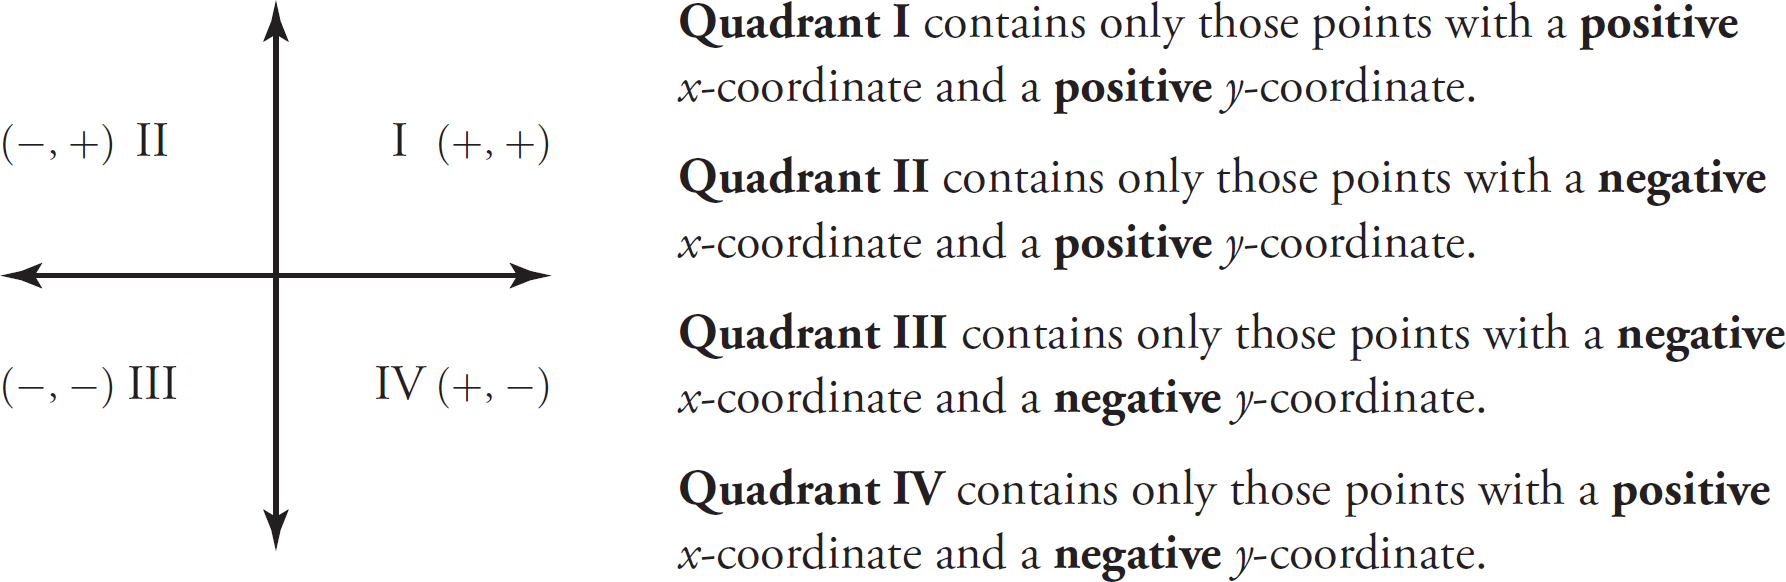 (−, +) II
I (+, +)
(−, −) III
IV (+, −)
Quadrant I contains only those points with a positive
x-coordinate and a positive y-coordinate.
Quadrant II contains only those points with a negative
x-coordinate and a positive y-coordinate.
Quadrant III contains only those points with a negative
x-coordinate and a negative y-coordinate.
Quadrant IV contains only those points with a positive
x-coordinate and a negative y-coordinate.